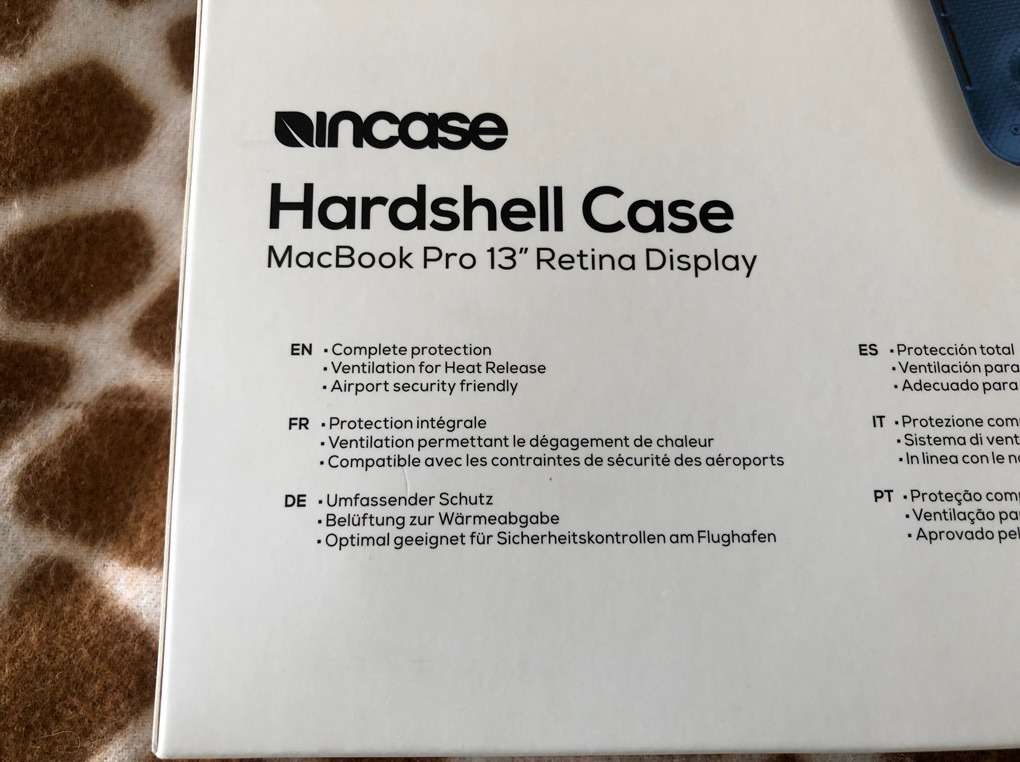 incase
Hardshell Case
MacBook Pro 13” Retina Display
EN • Complete protection
• Ventilation for Heat Release
• Airport security friendly
FR • Protection intégrale
• Ventilation permettant le dégagement de chaleur
• Compatible avec les contraintes de sécurité des aéroports
DE • Umfassender Schutz
• Belüftung zur Wärmeabgabe
• Optimal geeignet für Sicherheitskontrollen am Flughafen
ES • Protección total
• Ventilación para
• Adecuado para
IT • Protezione
• Sistema di
• In linea con le
PT • Proteção
• Ventilação
• Aprovado